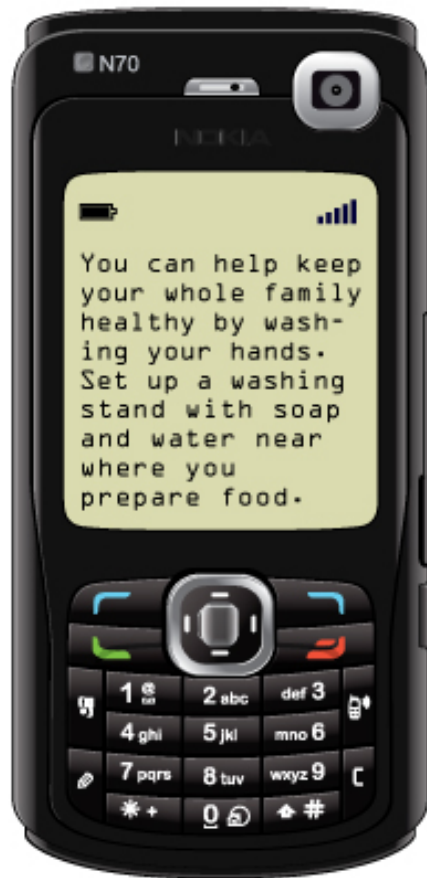 N70
NOKIA
You can help keep
your whole family
healthy by wash-
ing your hands.
Set up a washing
stand with soap
and water near
where you
prepare food.
1 @
2 abc
def 3
4 ghi
5 jkl
mno 6
7 pqrs
8 tuv
wxyz 9
C
* +
0
#